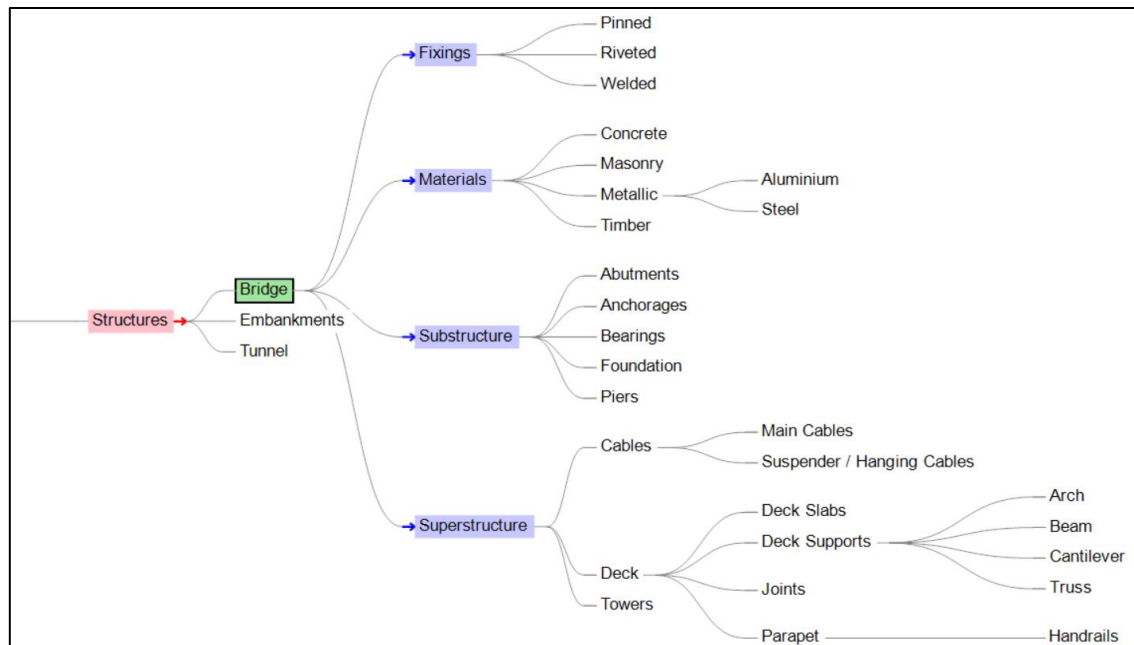 Structures
Bridge
Embankments
Tunnel
Fixings
Pinned
Riveted
Welded
Materials
Concrete
Masonry
Metallic
Aluminium
Steel
Timber
Substructure
Abutments
Anchorages
Bearings
Foundation
Piers
Superstructure
Cables
Main Cables
Suspender / Hanging Cables
Deck
Deck Slabs
Deck Supports
Arch
Beam
Cantilever
Truss
Joints
Parapet
Handrails
Towers